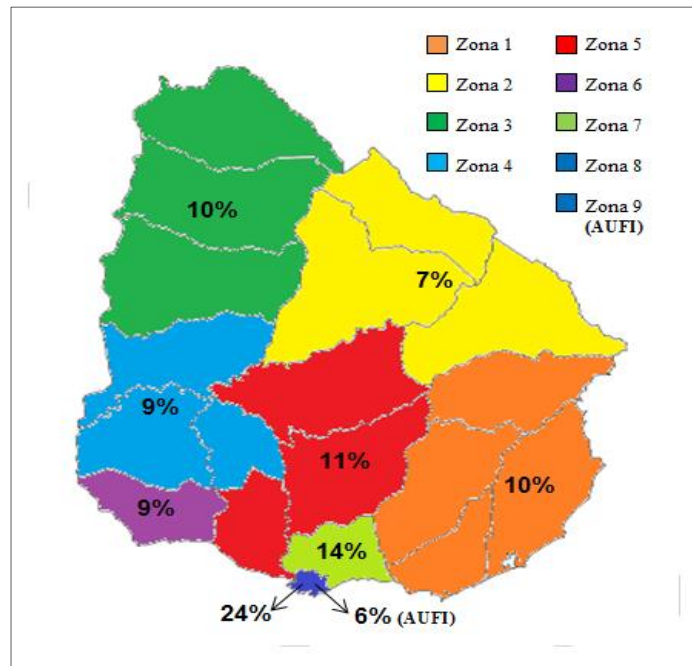 Zona 1
Zona 2
Zona 3
Zona 4
Zona 5
Zona 6
Zona 7
Zona 8
Zona 9
(AUFI)
10%
7%
9%
11%
9%
10%
14%
24%
6% (AUFI)